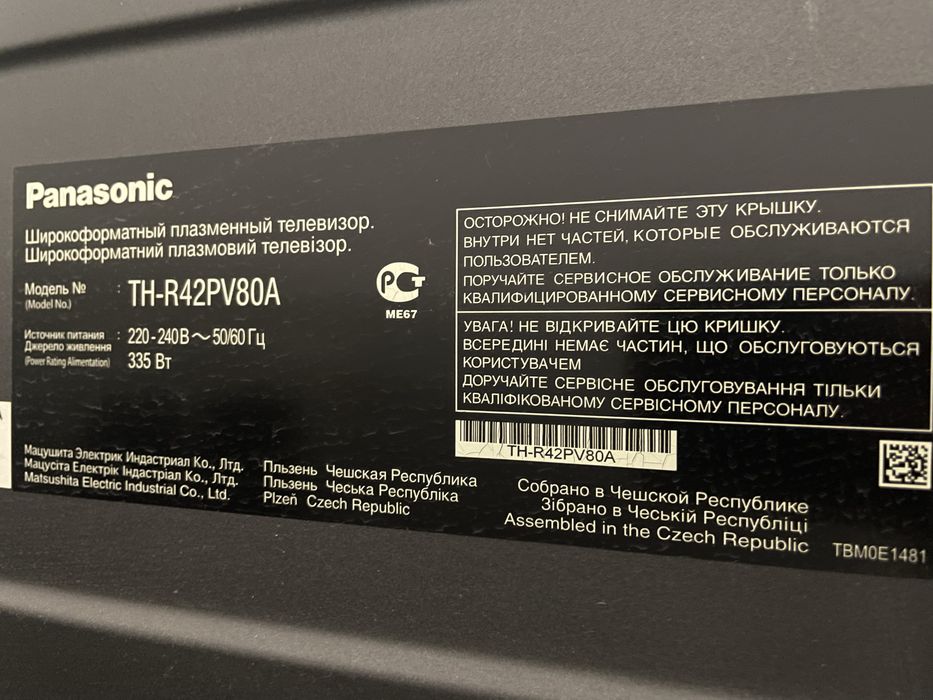 Panasonic
Широкоформатный плазменный телевизор.
Широкоформатний плазмовий телевізор.
Модель № : TH-R42PV80A
(Model No.)
Источник питания : 220-240 В ~ 50/60 Гц
Джерело живлення 335 Вт
(Power Rating Alimentation)
РСТ
ME67
ОСТОРОЖНО! НЕ СНИМАЙТЕ ЭТУ КРЫШКУ.
ВНУТРИ НЕТ ЧАСТЕЙ, КОТОРЫЕ ОБСЛУЖИВАЮТСЯ
ПОЛЬЗОВАТЕЛЕМ.
ПОРУЧАЙТЕ СЕРВИСНОЕ ОБСЛУЖИВАНИЕ ТОЛЬКО
КВАЛИФИЦИРОВАННОМУ СЕРВИСНОМУ ПЕРСОНАЛУ.
УВАГА! НЕ ВІДКРИВАЙТЕ ЦЮ КРИШКУ.
ВСЕРЕДИНІ НЕМАЄ ЧАСТИН, ЩО ОБСЛУГОВУЮТЬСЯ
КОРИСТУВАЧЕМ
ДОРУЧАЙТЕ СЕРВІСНЕ ОБСЛУГОВУВАННЯ ТІЛЬКИ
КВАЛІФІКОВАНОМУ СЕРВІСНОМУ ПЕРСОНАЛУ.
TH-R42PV80A
Мацушита Электрик Индастриал Ко., Лтд. Пльзень Чешская Республика
Мацусіта Електрік Індастріал Ко., Лтд. Пльзень Чеська Республіка
Matsushita Electric Industrial Co., Ltd. Plzeň Czech Republic
Собрано в Чешской Республике
Зібрано в Чеській Республіці
Assembled in the Czech Republic
TBM0E1481